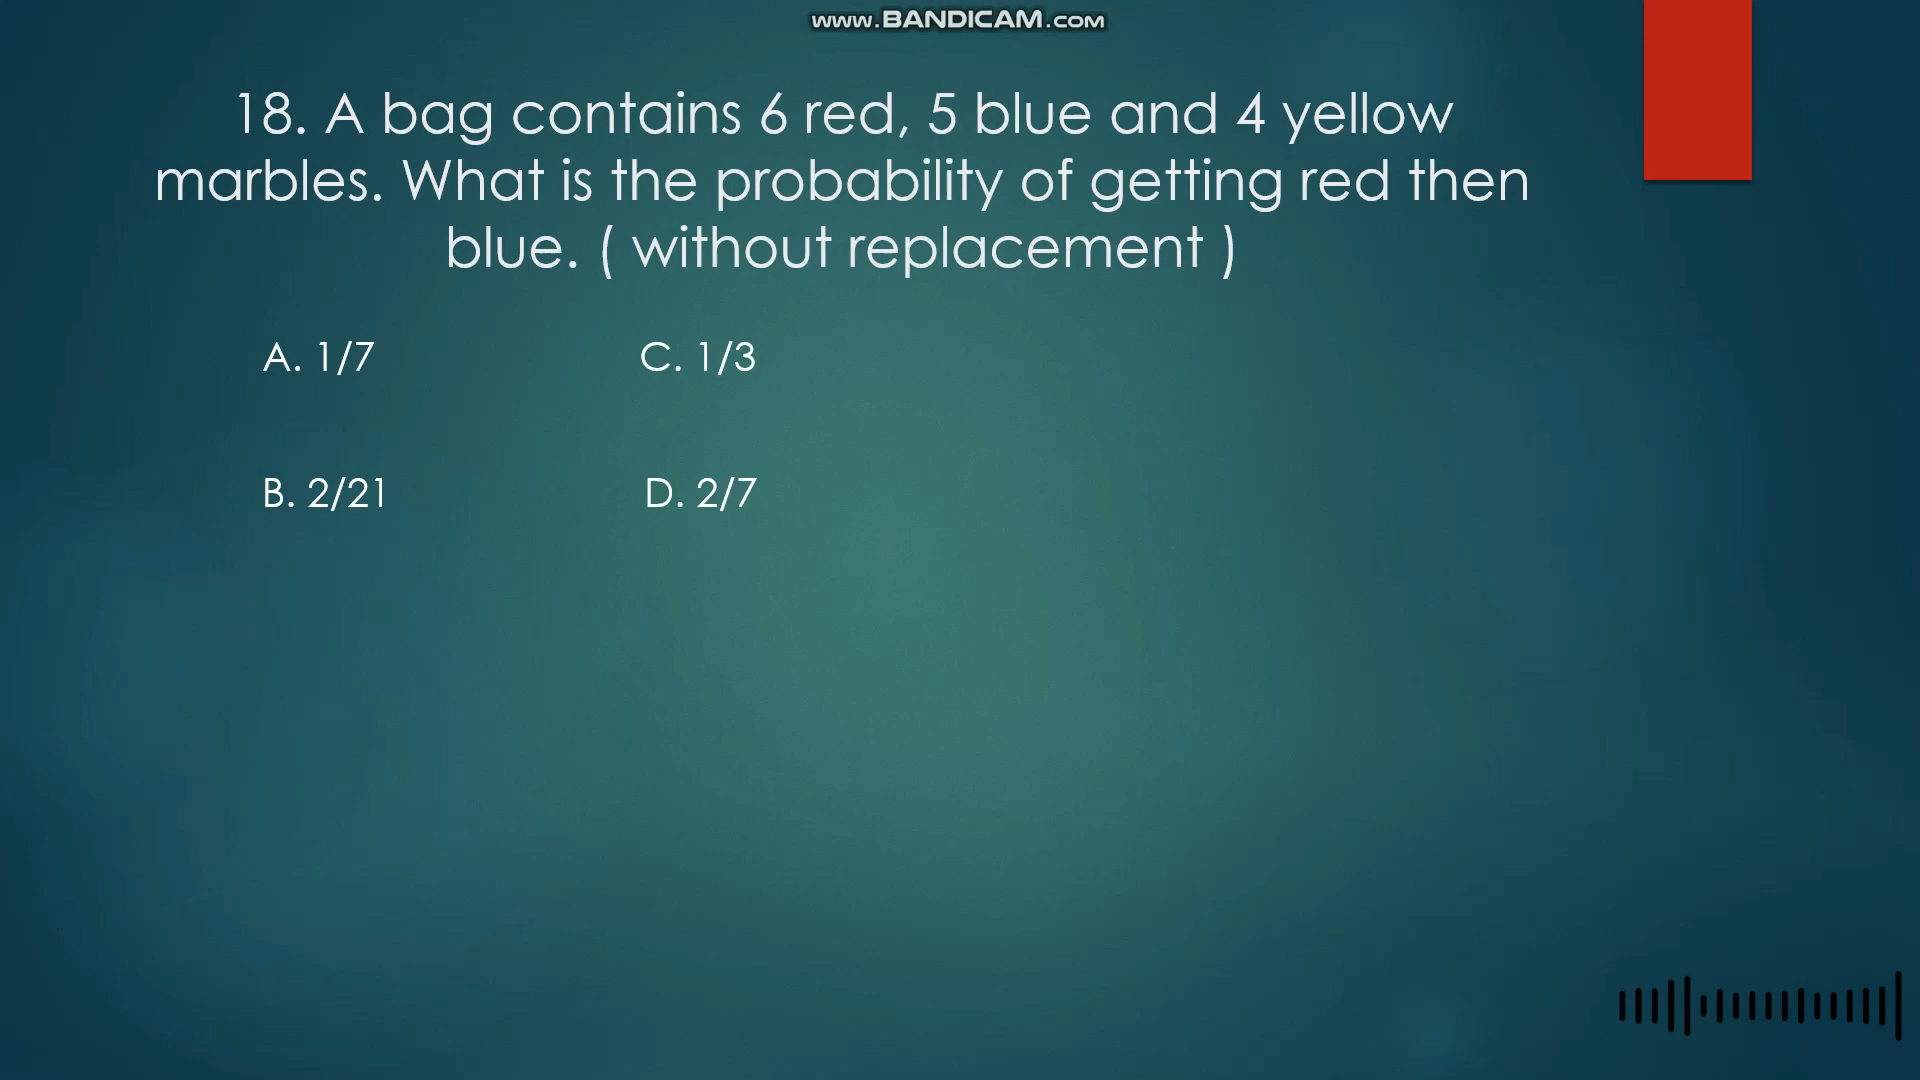 www.BANDICAM.com
18. A bag contains 6 red, 5 blue and 4 yellow
marbles. What is the probability of getting red then
blue. ( without replacement )
A. 1/7 C. 1/3
B. 2/21 D. 2/7